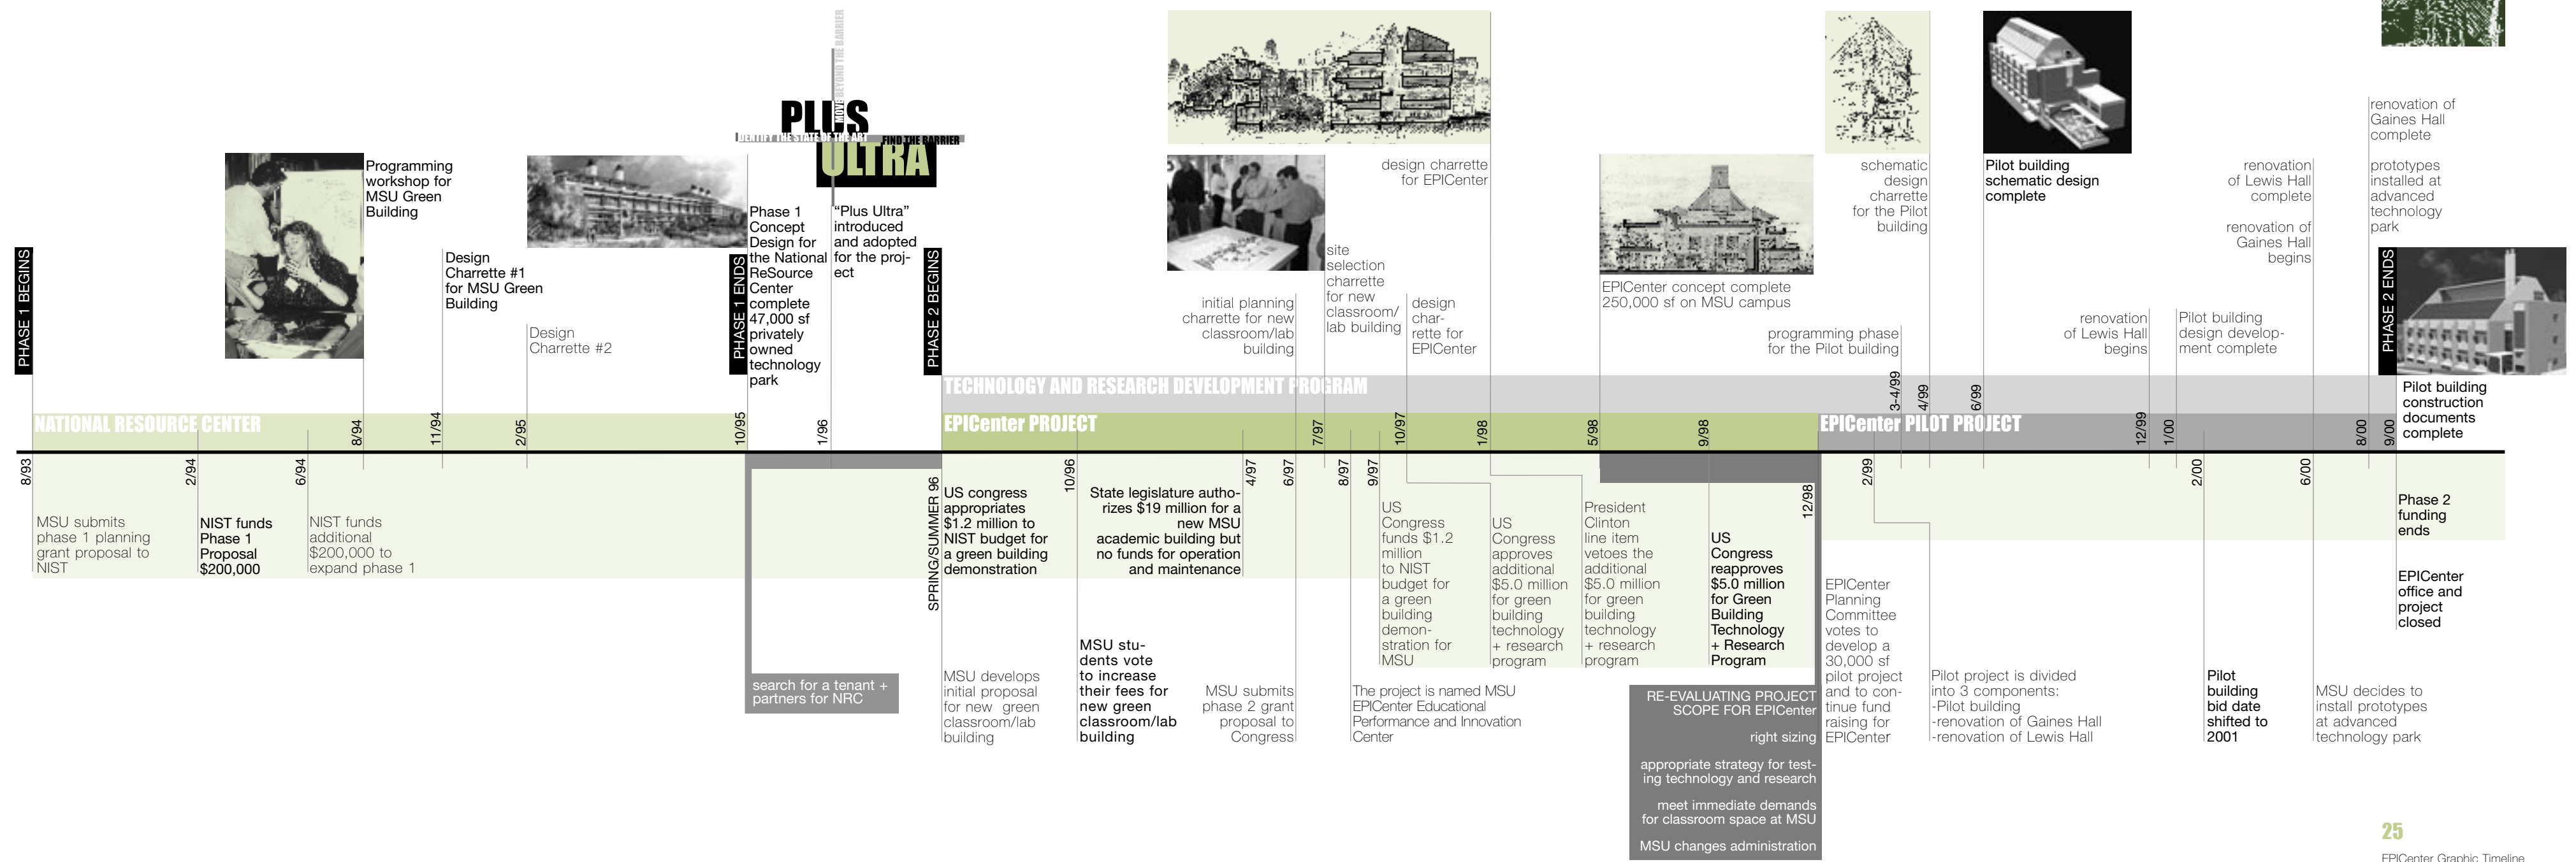 MOVE BEYOND THE BARRIER
PLUS
IDENTIFY THE STATE OF THE ART
FIND THE BARRIER
ULTRA
PHASE 1 BEGINS
Programming
workshop for
MSU Green
Building
Design
Charrette #1
for MSU Green
Building
Design
Charrette #2
PHASE 1 ENDS
Phase 1
Concept
Design for
the National
ReSource
Center
complete
47,000 sf
privately
owned
technology
park
“Plus Ultra”
introduced
and adopted
for the proj-
ect
PHASE 2 BEGINS
initial planning
charrette for new
classroom/lab
building
site
selection
charrette
for new
classroom/
lab building
design
char-
rette for
EPICenter
design charrette
for EPICenter
EPICenter concept complete
250,000 sf on MSU campus
programming phase
for the Pilot building
schematic
design
charrette
for the Pilot
building
Pilot building
schematic design
complete
renovation
of Lewis Hall
begins
Pilot building
design develop-
ment complete
renovation
of Lewis Hall
complete
renovation of
Gaines Hall
begins
renovation of
Gaines Hall
complete
prototypes
installed at
advanced
technology
park
PHASE 2 ENDS
Pilot building
construction
documents
complete
TECHNOLOGY AND RESEARCH DEVELOPMENT PROGRAM
NATIONAL RESOURCE CENTER
EPICenter PROJECT
EPICenter PILOT PROJECT
8/94
11/94
2/95
10/95
1/96
7/97
10/97
1/98
5/98
9/98
3-4/99
4/99
6/99
12/99
1/00
8/00
9/00
8/93
2/94
6/94
SPRING/SUMMER 96
10/96
4/97
6/97
8/97
9/97
12/98
2/99
2/00
6/00
MSU submits
phase 1 planning
grant proposal to
NIST
NIST funds
Phase 1
Proposal
$200,000
NIST funds
additional
$200,000 to
expand phase 1
search for a tenant +
partners for NRC
US congress
appropriates
$1.2 million to
NIST budget for
a green building
demonstration
MSU develops
initial proposal
for new green
classroom/lab
building
MSU stu-
dents vote
to increase
their fees for
new green
classroom/lab
building
State legislature autho-
rizes $19 million for a
new MSU
academic building but
no funds for operation
and maintenance
MSU submits
phase 2 grant
proposal to
Congress
The project is named MSU
EPICenter Educational
Performance and Innovation
Center
US
Congress
funds $1.2
million
to NIST
budget for
a green
building
demon-
stration for
MSU
US
Congress
approves
additional
$5.0 million
for green
building
technology
+ research
program
President
Clinton
line item
vetoes the
additional
$5.0 million
for green
building
technology
+ research
program
US
Congress
reapproves
$5.0 million
for Green
Building
Technology
+ Research
Program
RE-EVALUATING PROJECT
SCOPE FOR EPICenter
right sizing
appropriate strategy for test-
ing technology and research
meet immediate demands
for classroom space at MSU
MSU changes administration
EPICenter
Planning
Committee
votes to
develop a
30,000 sf
pilot project
and to con-
tinue fund
raising for
EPICenter
Pilot project is divided
into 3 components:
-Pilot building
-renovation of Gaines Hall
-renovation of Lewis Hall
Pilot
building
bid date
shifted to
2001
MSU decides to
install prototypes
at advanced
technology park
Phase 2
funding
ends
EPICenter
office and
project
closed
25
EPICenter Graphic Timeline